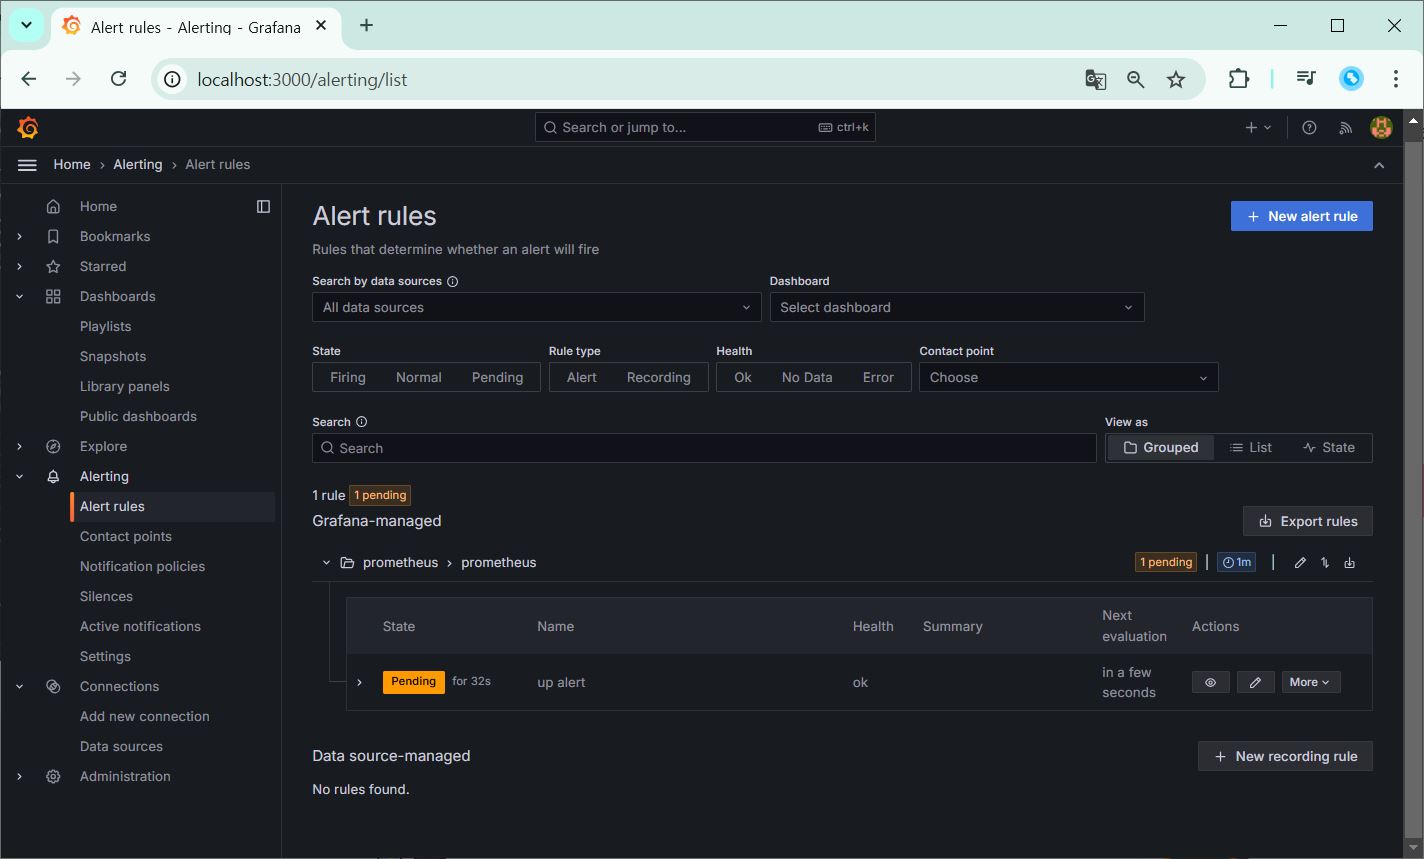 Alert rules - Alerting - Grafana
localhost:3000/alerting/list
Search or jump to...
ctrl+k
Home › Alerting › Alert rules
Home
Bookmarks
Starred
Dashboards
Playlists
Snapshots
Library panels
Public dashboards
Explore
Alerting
Alert rules
Contact points
Notification policies
Silences
Active notifications
Settings
Connections
Add new connection
Data sources
Administration
Alert rules
New alert rule
Rules that determine whether an alert will fire
Search by data sources
Dashboard
All data sources
Select dashboard
State
Rule type
Health
Contact point
Firing Normal Pending
Alert Recording
Ok No Data Error
Choose
Search
View as
Search
Grouped List State
1 rule 1 pending
Grafana-managed
Export rules
prometheus › prometheus
1 pending | 1m |
State Name Health Summary Next evaluation Actions
Pending for 32s up alert ok in a few seconds More
Data source-managed
New recording rule
No rules found.